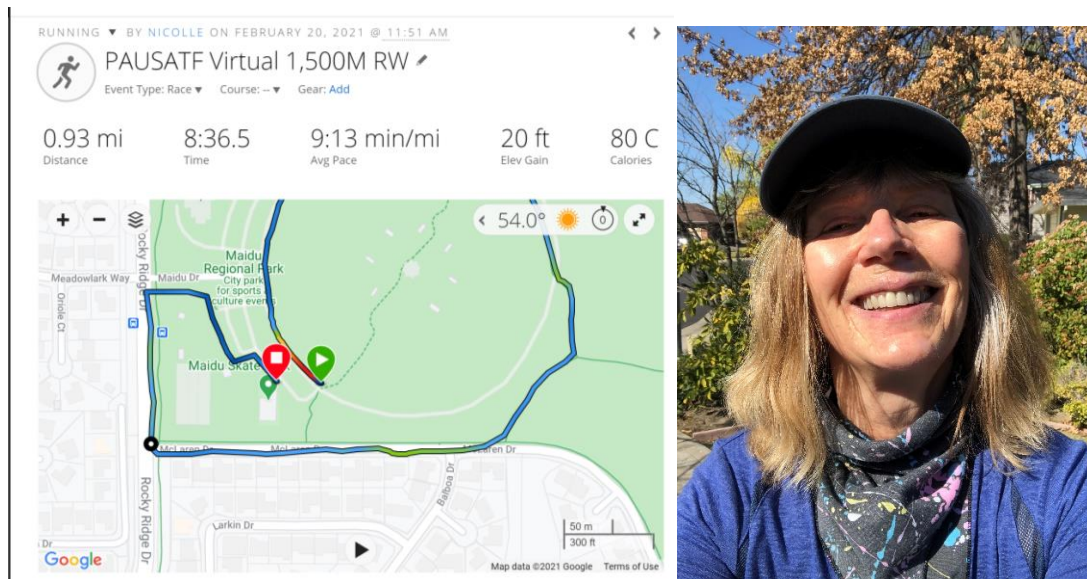 RUNNING ▼ BY NICOLLE ON FEBRUARY 20, 2021 @ 11:51 AM
PAUSATF Virtual 1,500M RW
Event Type: Race ▼ Course: -- ▼ Gear: Add
0.93 mi 8:36.5 9:13 min/mi 20 ft 80 C
Distance Time Avg Pace Elev Gain Calories
54.0° 0
Rocky Ridge Dr
Maidu
Regional Park
City park
for sports &
culture events
Meadowlark Way
Maidu Dr
Oriole Ct
Maidu Skate
McLaren Dr
Rocky Ridge Dr
Balboa Dr
Larkin Dr
Dr
50 m
300 ft
Google
Map data ©2021 Google Terms of Use